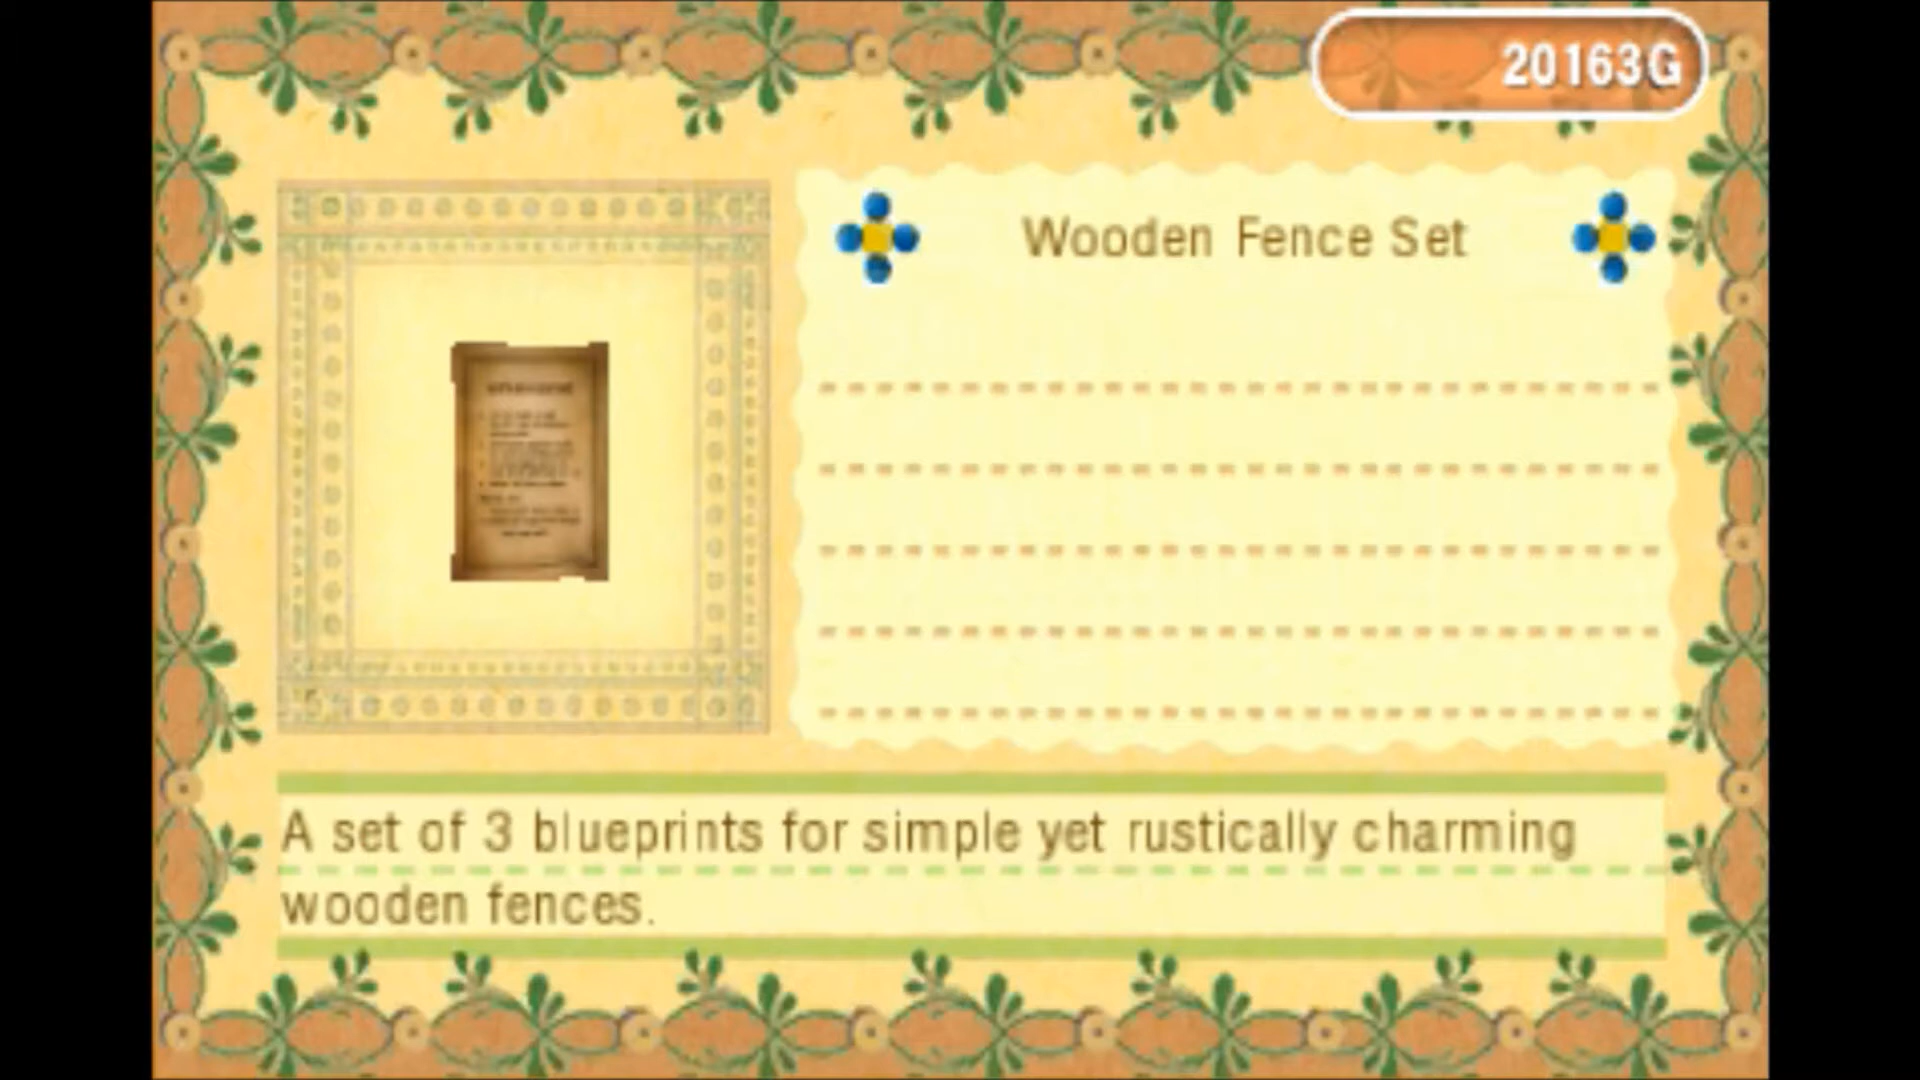 20163G
Wooden Fence Set
A set of 3 blueprints for simple yet rustically charming
wooden fences.